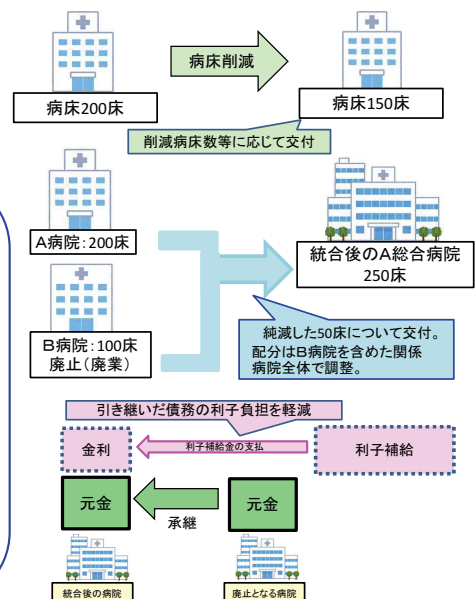 病床削減
病床200床
病床150床
削減病床数等に応じて交付
A病院:200床
B病院:100床
廃止(廃業)
統合後のA総合病院
250床
純減した50床について交付。
配分はB病院を含めた関係
病院全体で調整。
引き継いだ債務の利子負担を軽減
金利
利子補給金の支払
利子補給
元金
承継
元金
統合後の病院
廃止となる病院